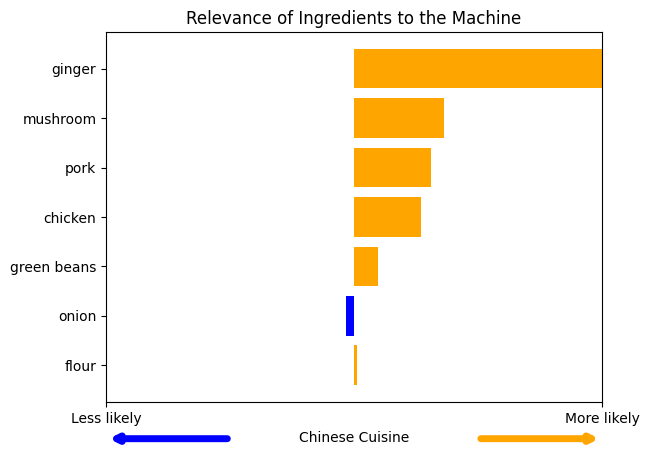 Relevance of Ingredients to the Machine
ginger
mushroom
pork
chicken
green beans
onion
flour
Less likely
More likely
Chinese Cuisine